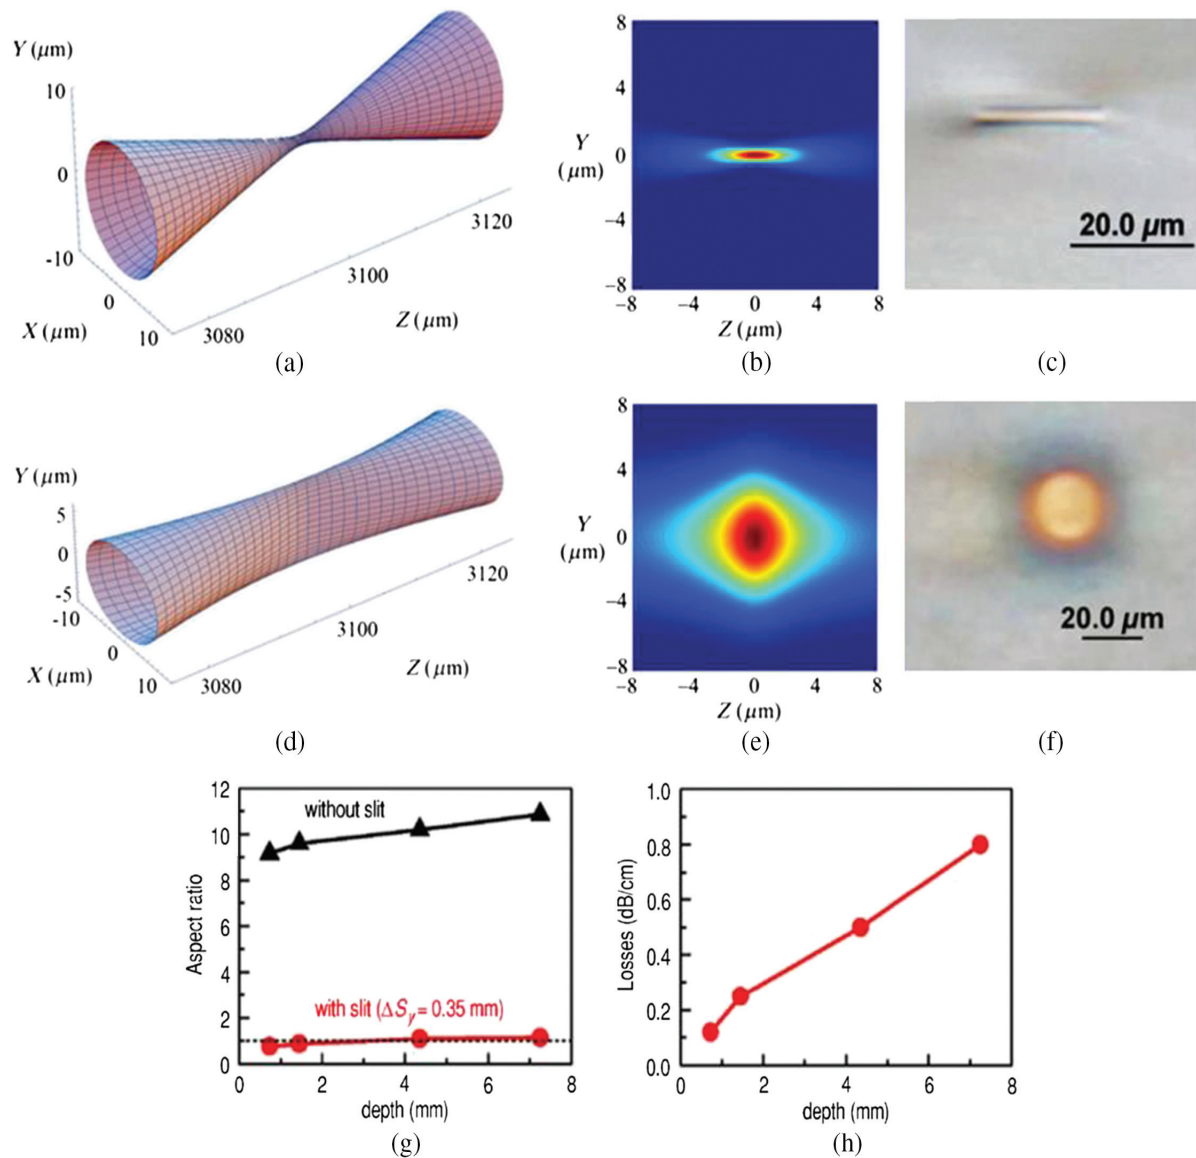 Y (μm)
10
0
-10
X (μm)
0
10
3080
3100
3120
Z (μm)
(a)
8
4
Y
(μm)
0
−4
−8
−8 −4 0 4 8
Z (μm)
(b)
20.0 μm
(c)
Y (μm)
5
0
-5
-10
X (μm)
0
10
3080
3100
3120
Z (μm)
(d)
8
4
Y
(μm)
0
−4
−8
−8 −4 0 4 8
Z (μm)
(e)
20.0 μm
(f)
12
10
8
6
4
2
0
Aspect ratio
without slit
with slit (ΔSy = 0.35 mm)
0 2 4 6 8
depth (mm)
(g)
1.0
0.8
0.6
0.4
0.2
0.0
Losses (dB/cm)
0 2 4 6 8
depth (mm)
(h)